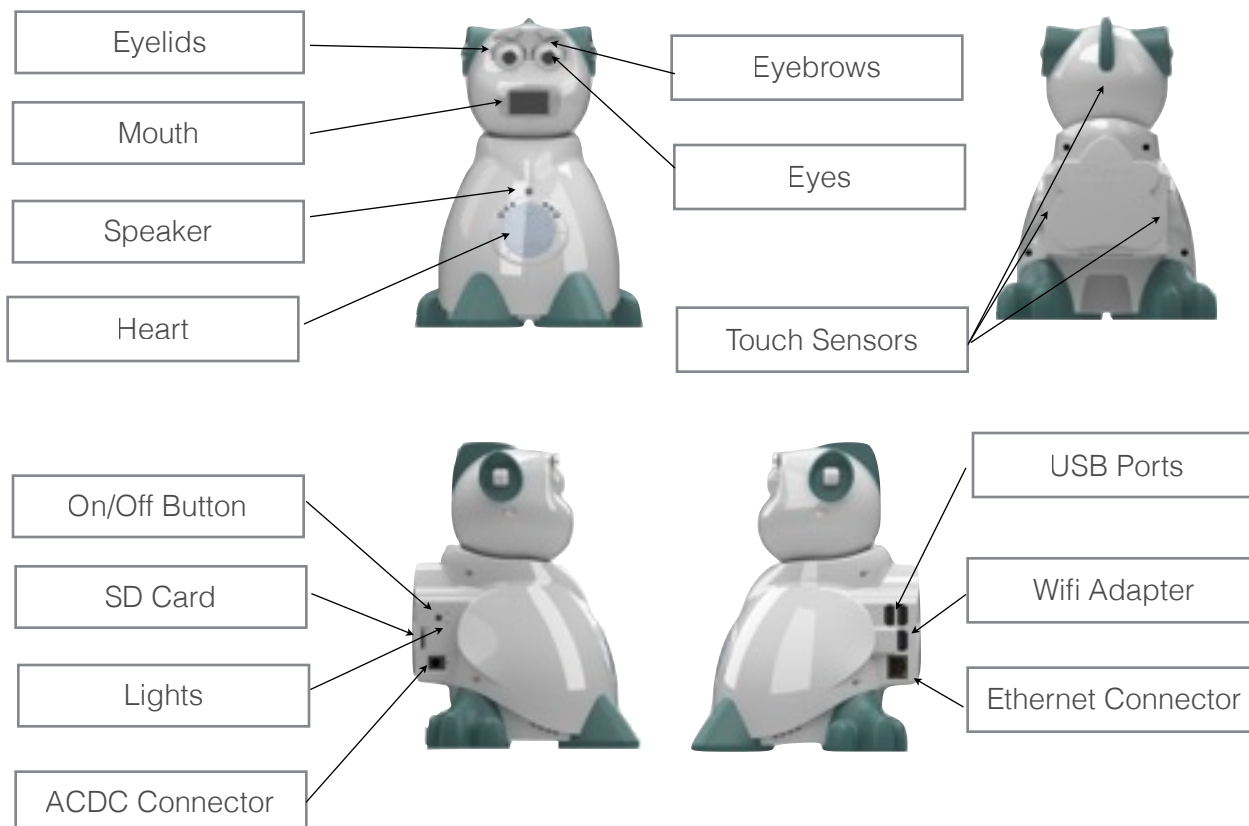 Eyelids
Eyebrows
Mouth
Eyes
Speaker
Heart
Touch Sensors
USB Ports
On/Off Button
SD Card
Wifi Adapter
Lights
Ethernet Connector
ACDC Connector